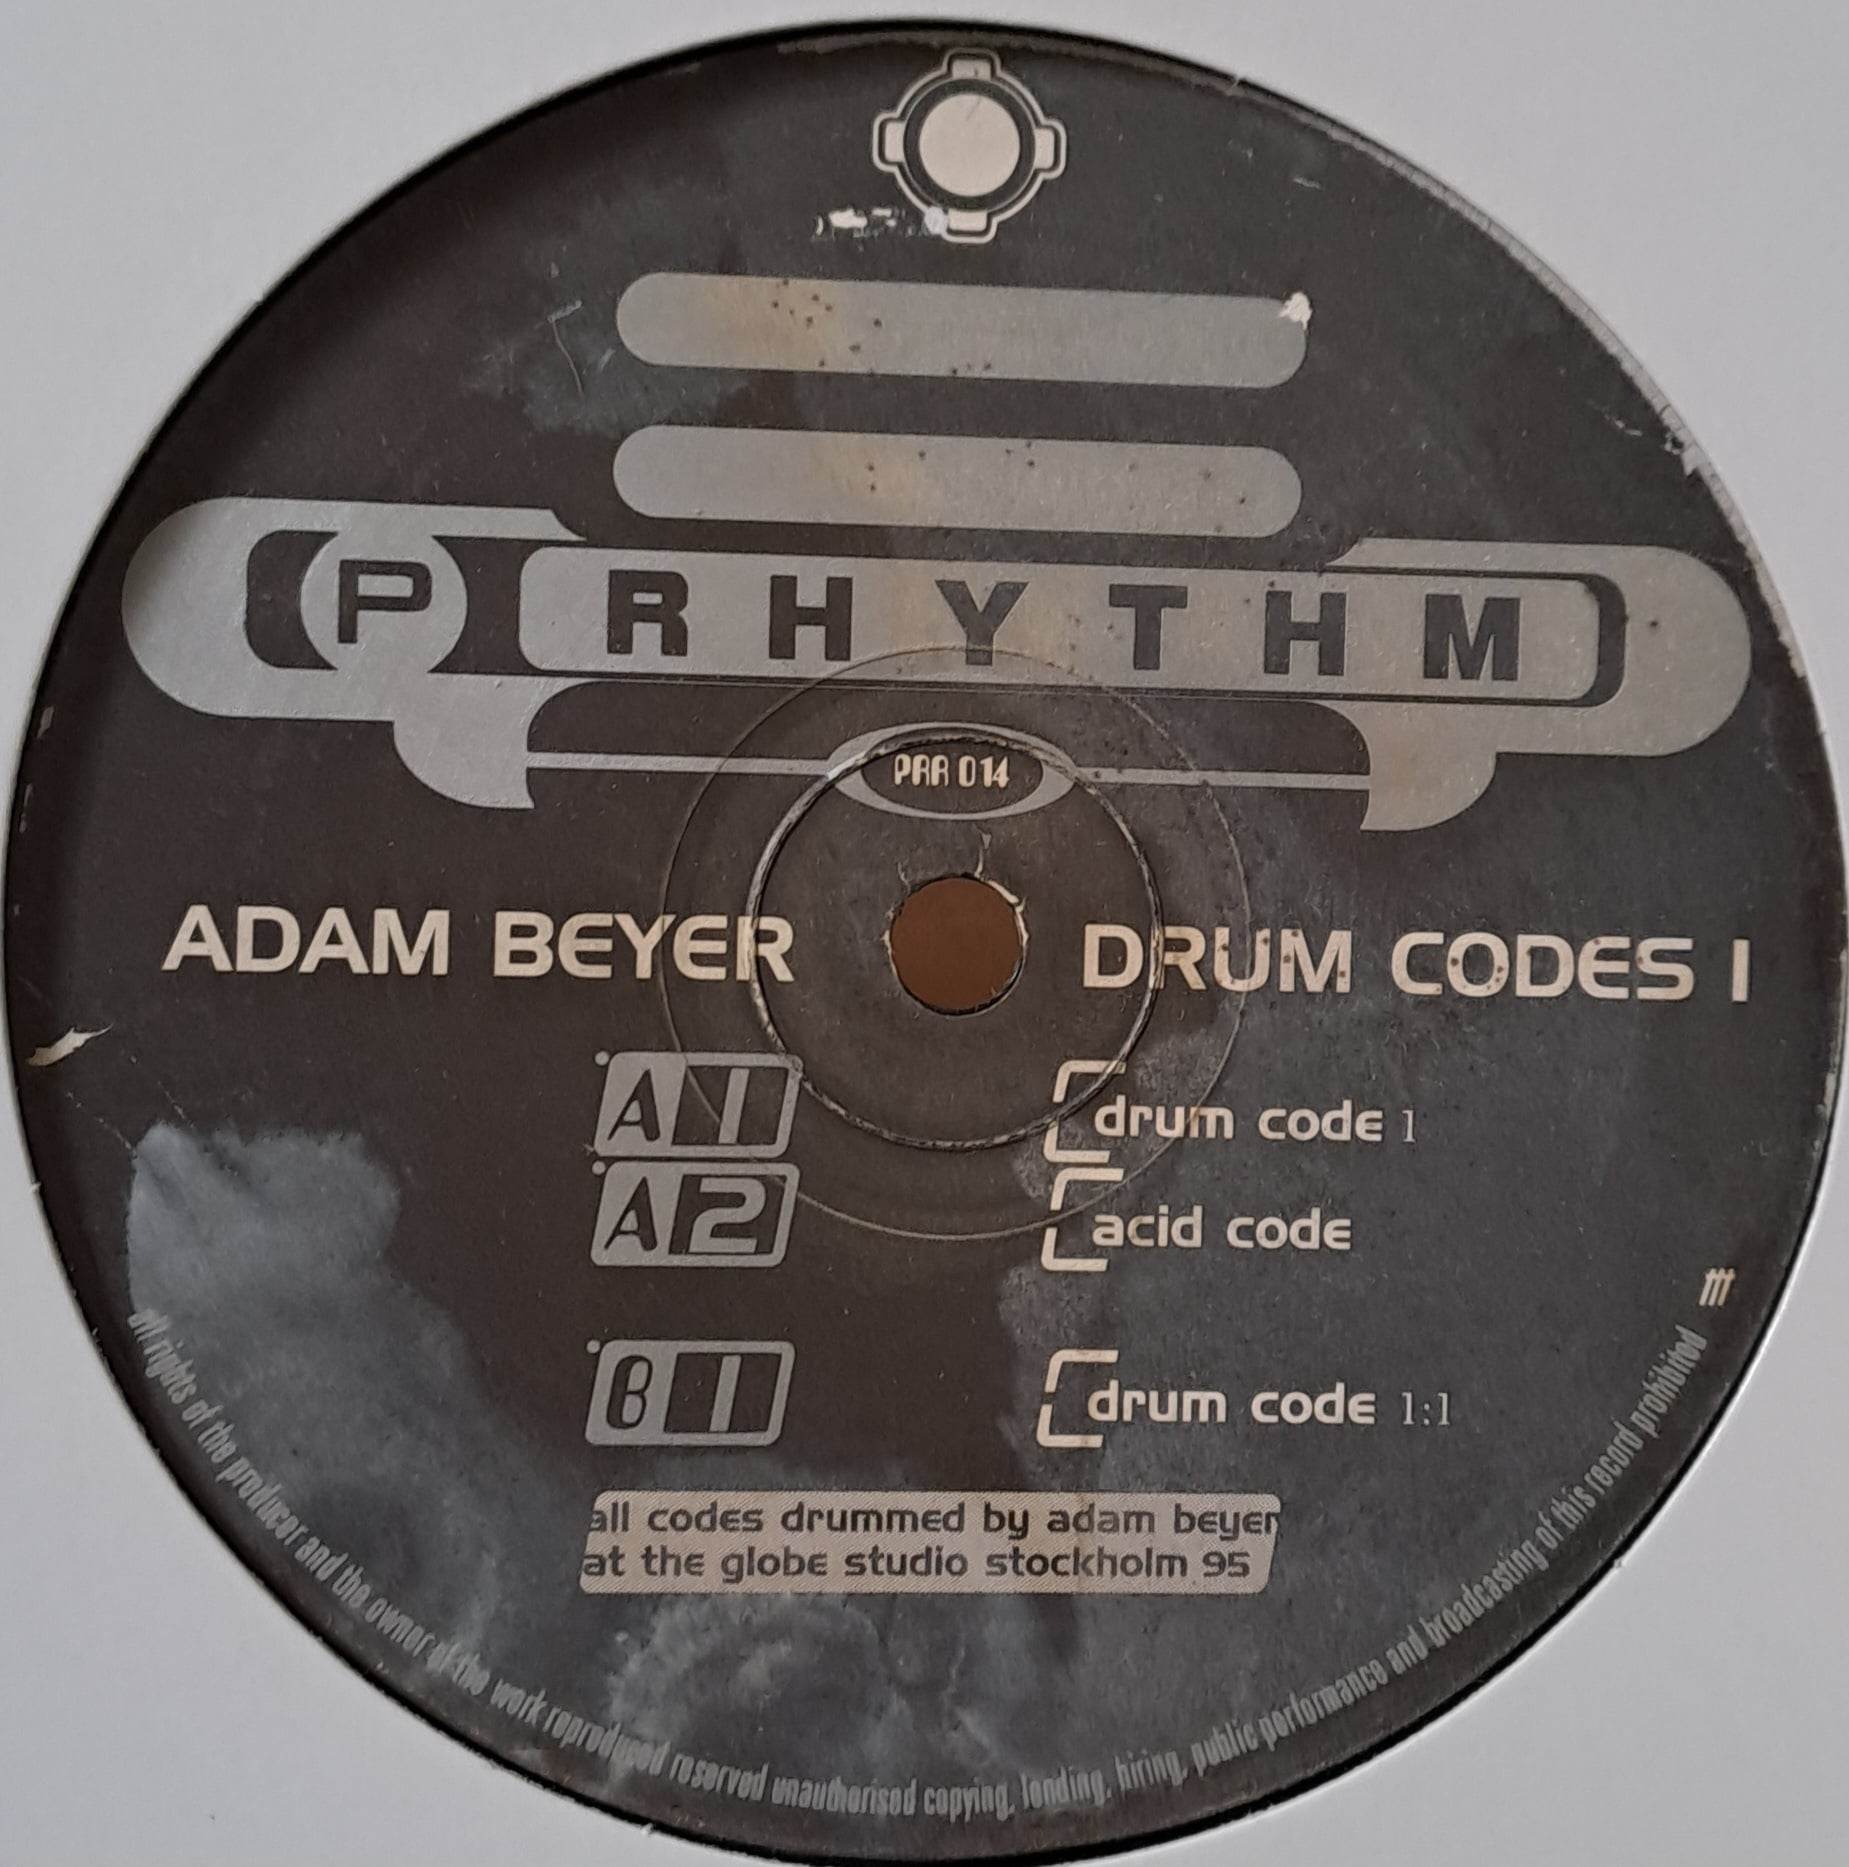 P RHYTHM
PRR 014
ADAM BEYER
DRUM CODES 1
A1 drum code 1
A2 acid code
B1 drum code 1:1
all codes drummed by adam beyer
at the globe studio stockholm 95
all rights of the producer and the owner of the work reproduced reserved unauthorised copying, lending, hiring, public performance and broadcasting of this record prohibited
ttt